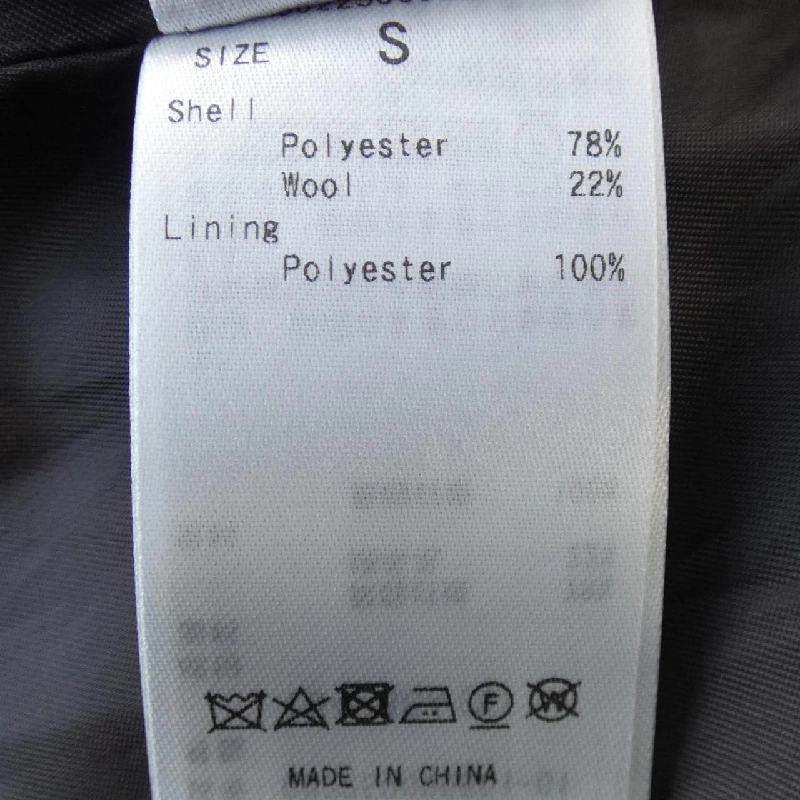 SIZE S
Shell
Polyester 78%
Wool 22%
Lining
Polyester 100%
F W
MADE IN CHINA